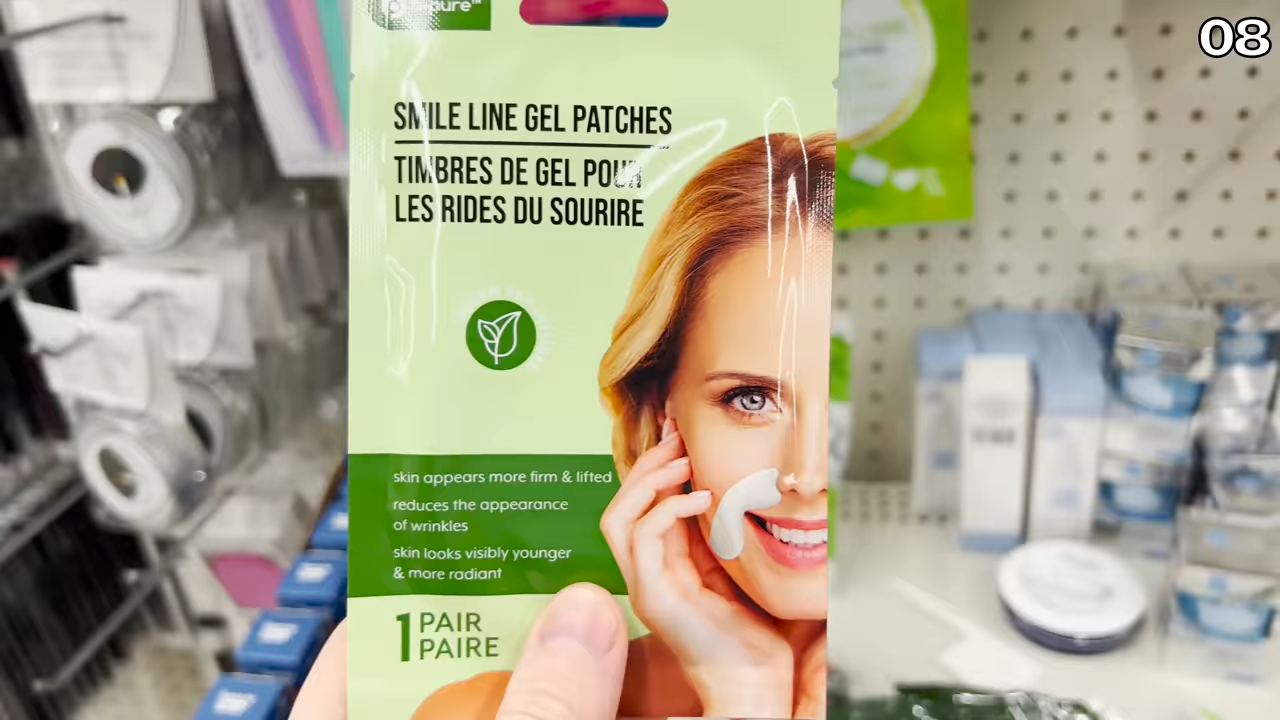 08
SMILE LINE GEL PATCHES
TIMBRES DE GEL POUR
LES RIDES DU SOURIRE
skin appears more firm & lifted
reduces the appearance
of wrinkles
skin looks visibly younger
& more radiant
1 PAIR
PAIRE